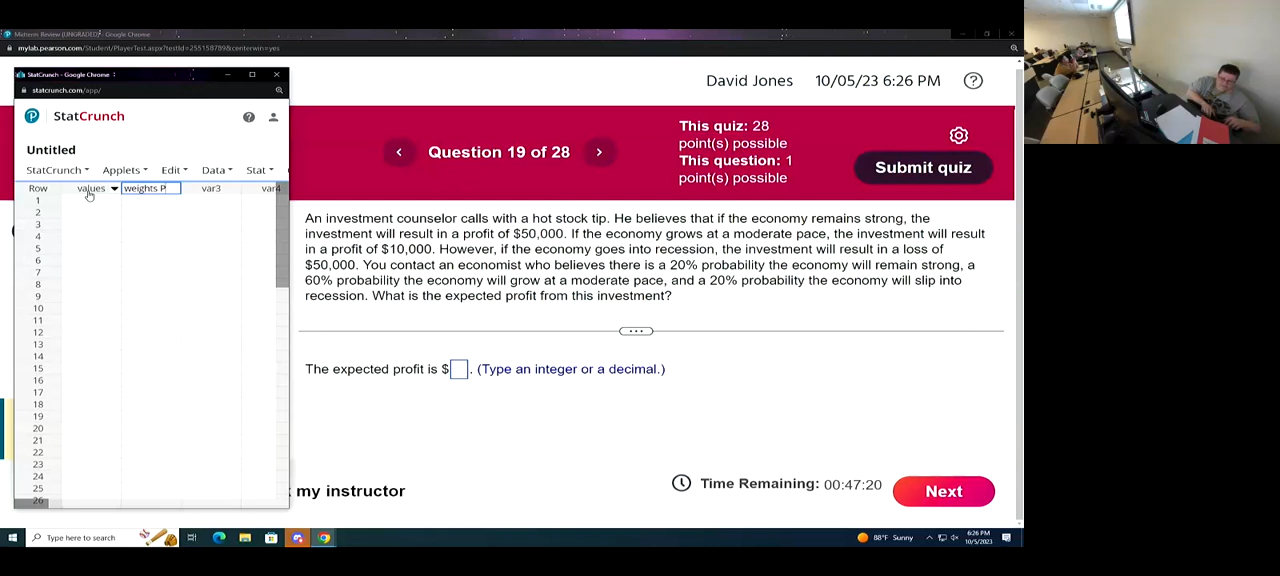 Midterm Review (UNGRADED) - Google Chrome
mylab.pearson.com/Student/PlayerTest.aspx?testId=255158789&centerwin=yes
StatCrunch - Google Chrome
statcrunch.com/app/
StatCrunch
Untitled
StatCrunch Applets Edit Data Stat
Row values weights P var3 var4
1
2
3
4
5
6
7
8
9
10
11
12
13
14
15
16
17
18
19
20
21
22
23
24
25
26
David Jones 10/05/23 6:26 PM
Question 19 of 28
This quiz: 28
point(s) possible
This question: 1
point(s) possible
Submit quiz
An investment counselor calls with a hot stock tip. He believes that if the economy remains strong, the
investment will result in a profit of $50,000. If the economy grows at a moderate pace, the investment will result
in a profit of $10,000. However, if the economy goes into recession, the investment will result in a loss of
$50,000. You contact an economist who believes there is a 20% probability the economy will remain strong, a
60% probability the economy will grow at a moderate pace, and a 20% probability the economy will slip into
recession. What is the expected profit from this investment?
The expected profit is $ . (Type an integer or a decimal.)
my instructor
Time Remaining: 00:47:20
Next
Type here to search
88°F Sunny
6:26 PM
10/5/2023